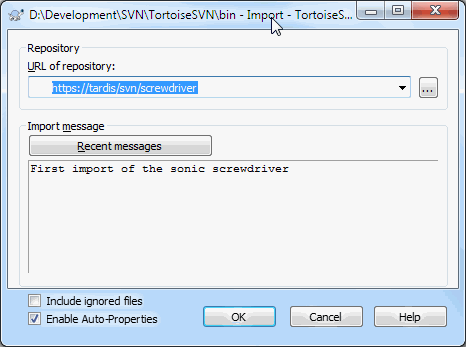 D:\Development\SVN\TortoiseSVN\bin - Import - TortoiseS...
Repository
URL of repository:
https://tardis/svn/screwdriver
...
Import message
Recent messages
First import of the sonic screwdriver
Include ignored files
Enable Auto-Properties
OK
Cancel
Help